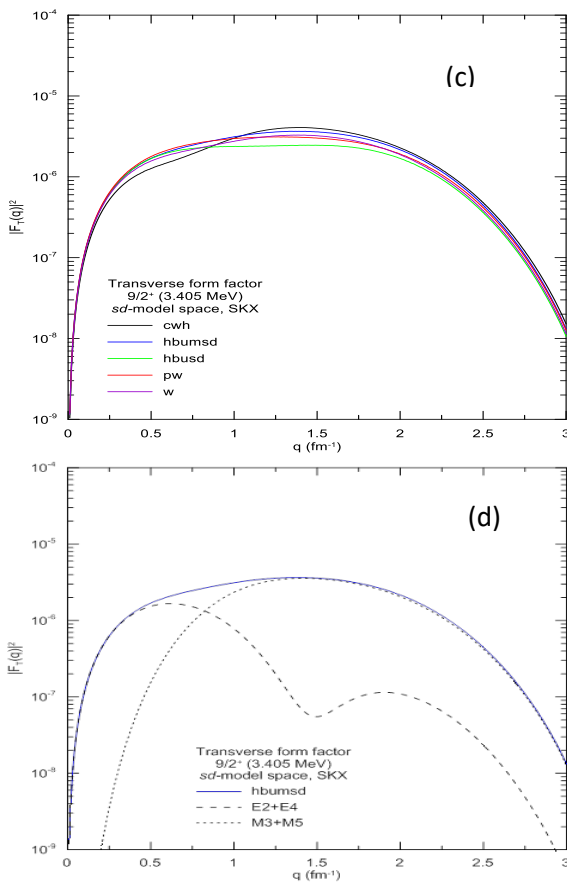 10⁻⁴
(c)
10⁻⁵
10⁻⁶
|F_T(q)|²
10⁻⁷
Transverse form factor
9/2⁺ (3.405 MeV)
sd-model space, SKX
cwh
10⁻⁸
hbumsd
hbusd
pw
w
10⁻⁹
0 0.5 1 1.5 2 2.5 3
q (fm⁻¹)
10⁻⁴
(d)
10⁻⁵
10⁻⁶
|F_T(q)|²
10⁻⁷
Transverse form factor
9/2⁺ (3.405 MeV)
sd-model space, SKX
10⁻⁸
hbumsd
E2+E4
M3+M5
10⁻⁹
0 0.5 1 1.5 2 2.5 3
q (fm⁻¹)